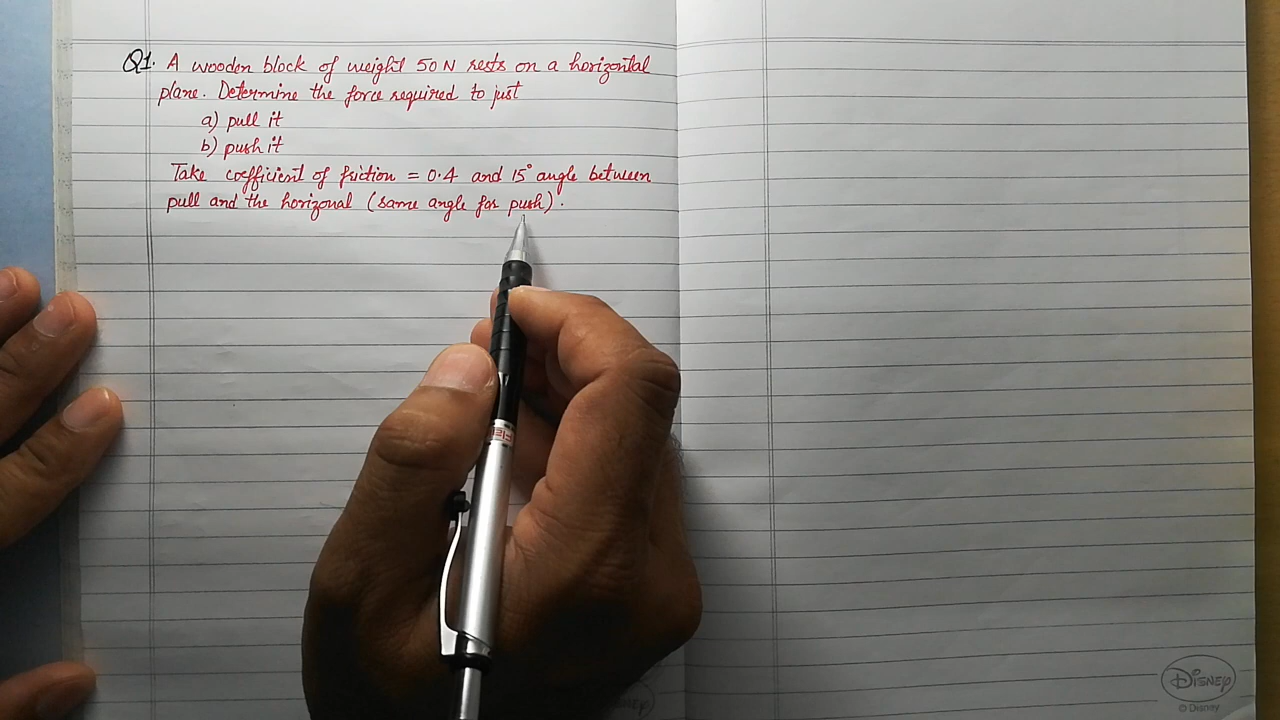 Q1. A wooden block of weight 50 N rests on a horizontal
plane. Determine the force required to just
a) pull it
b) push it
Take coefficient of friction = 0.4 and 15° angle between
pull and the horizonal (same angle for push).
DISNEY
© Disney